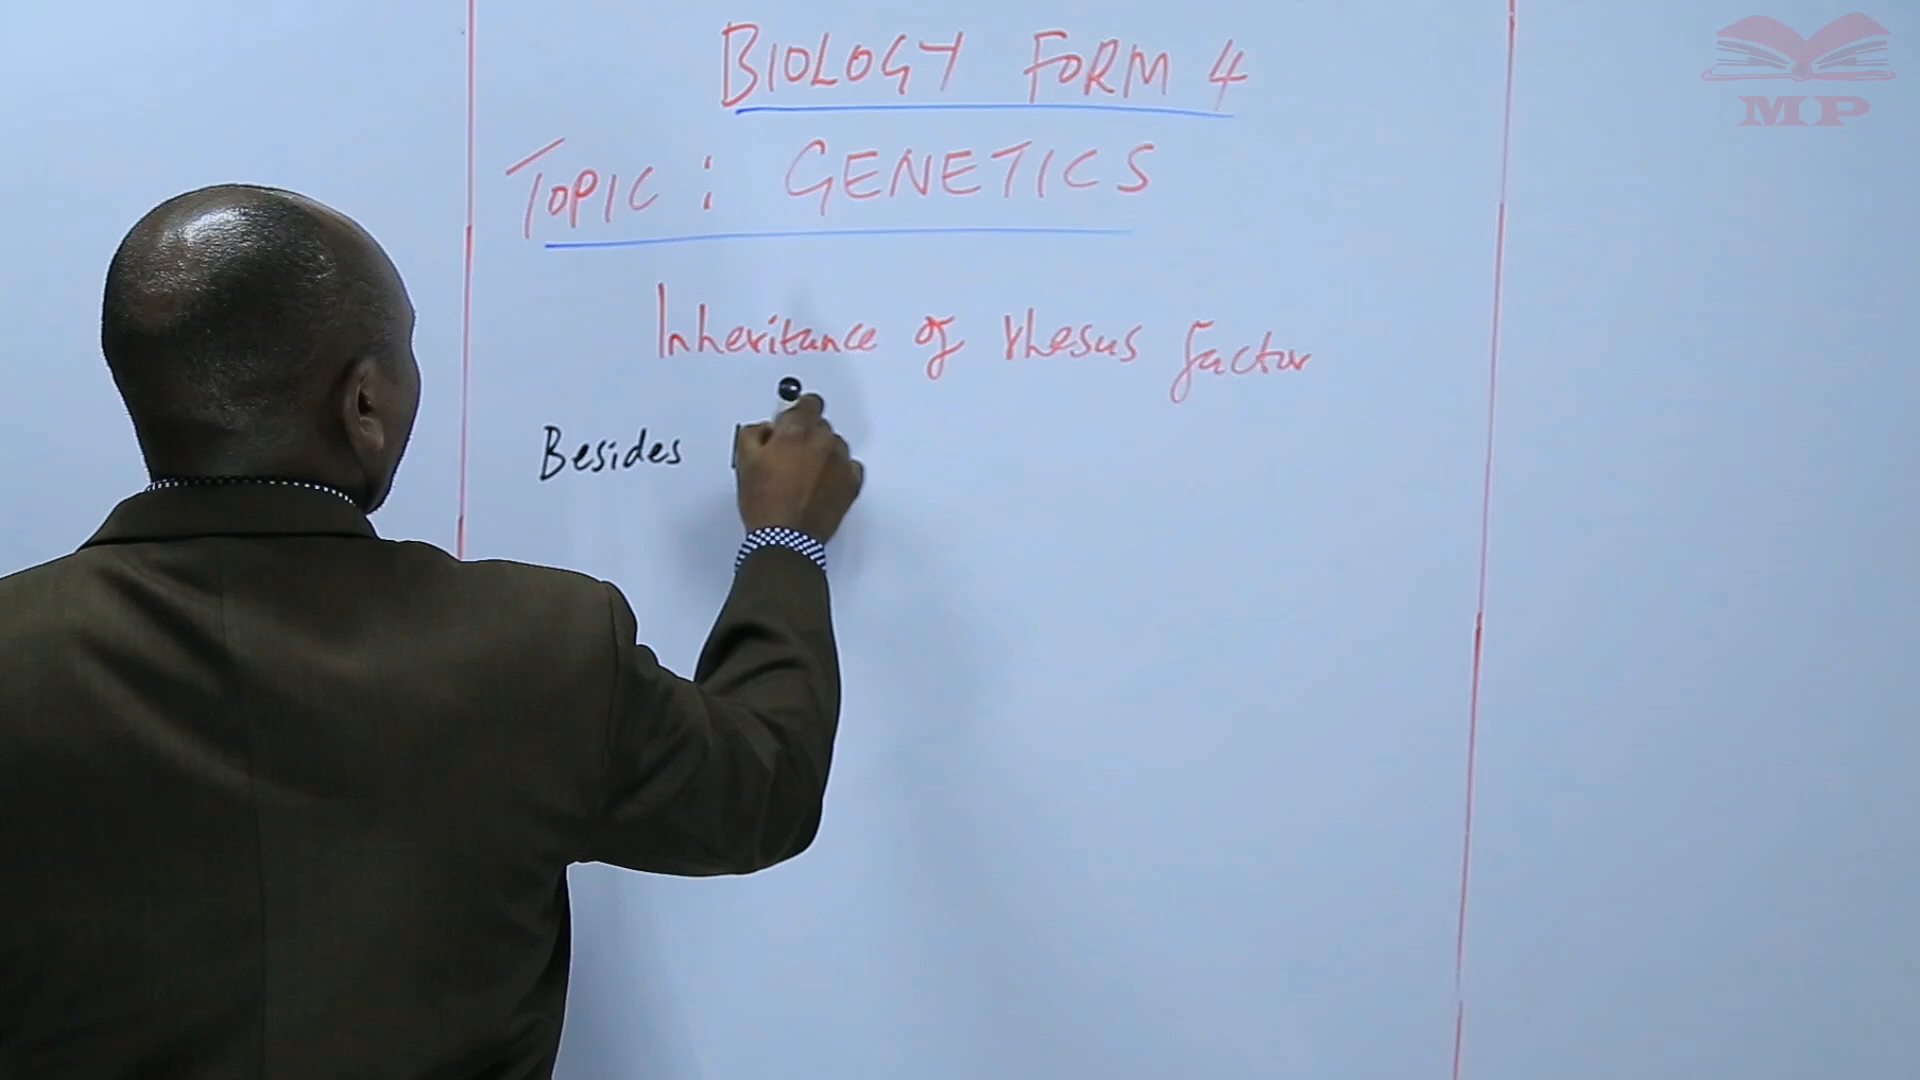 BIOLOGY FORM 4
TOPIC : GENETICS
Inheritance of rhesus factor
Besides
MP